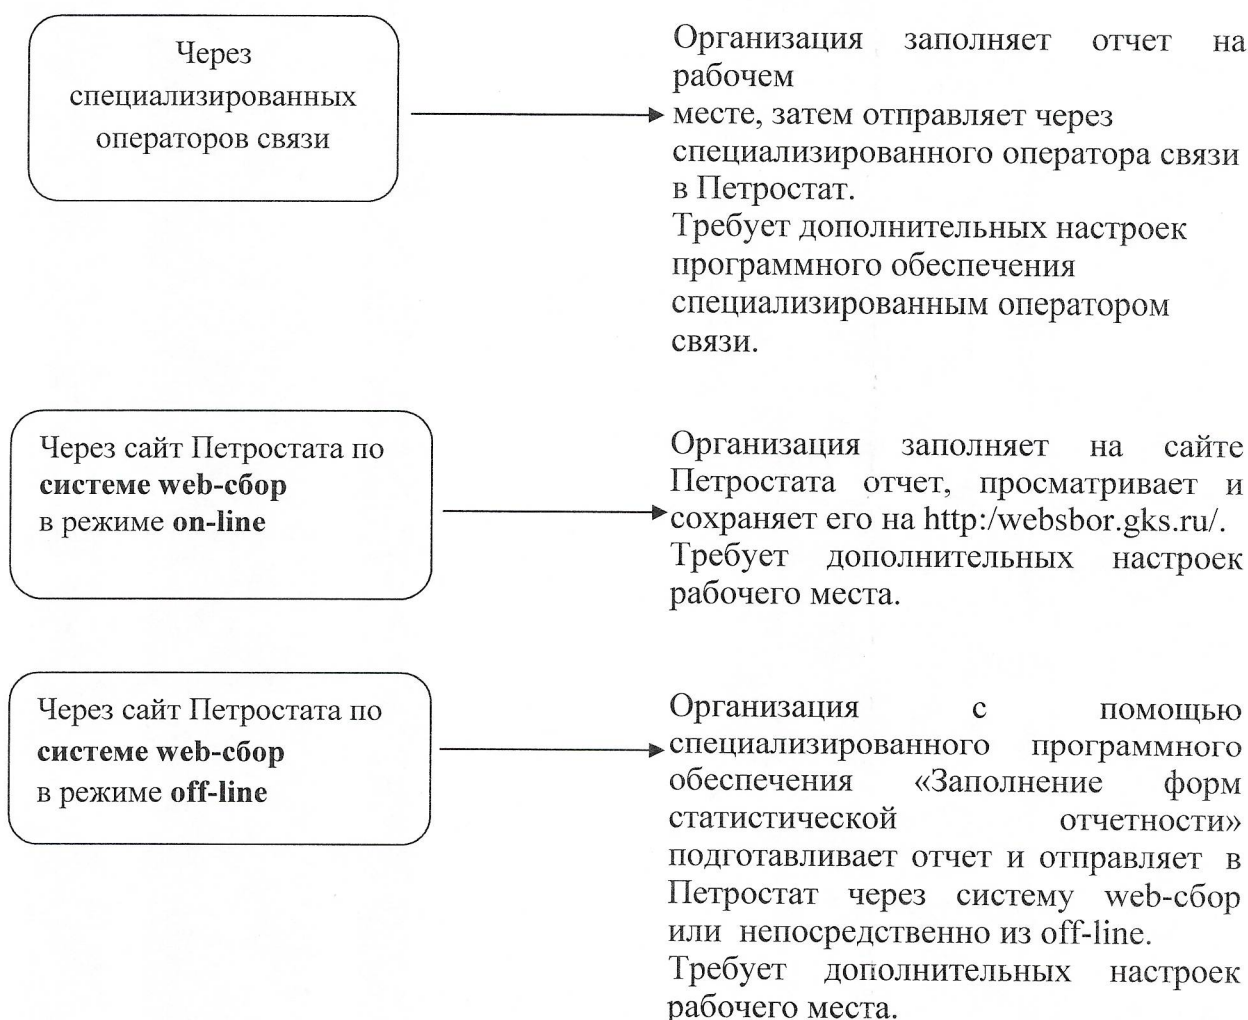 Через
специализированных
операторов связи
Организация заполняет отчет на
рабочем
месте, затем отправляет через
специализированного оператора связи
в Петростат.
Требует дополнительных настроек
программного обеспечения
специализированным оператором
связи.
Через сайт Петростата по
системе web-сбор
в режиме on-line
Организация заполняет на сайте
Петростата отчет, просматривает и
сохраняет его на http:/websbor.gks.ru/.
Требует дополнительных настроек
рабочего места.
Через сайт Петростата по
системе web-сбор
в режиме off-line
Организация с помощью
специализированного программного
обеспечения «Заполнение форм
статистической отчетности»
подготавливает отчет и отправляет в
Петростат через систему web-сбор
или непосредственно из off-line.
Требует дополнительных настроек
рабочего места.